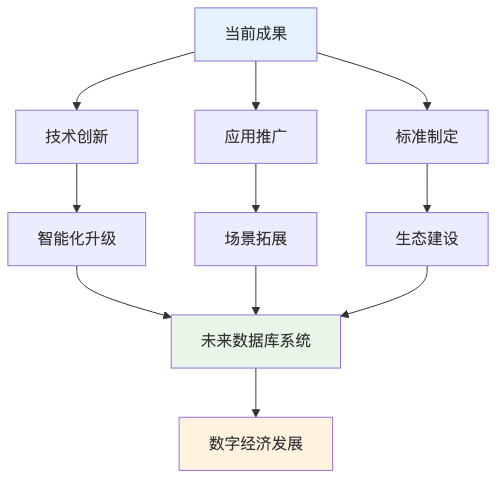 当前成果
技术创新
应用推广
标准制定
智能化升级
场景拓展
生态建设
未来数据库系统
数字经济发展